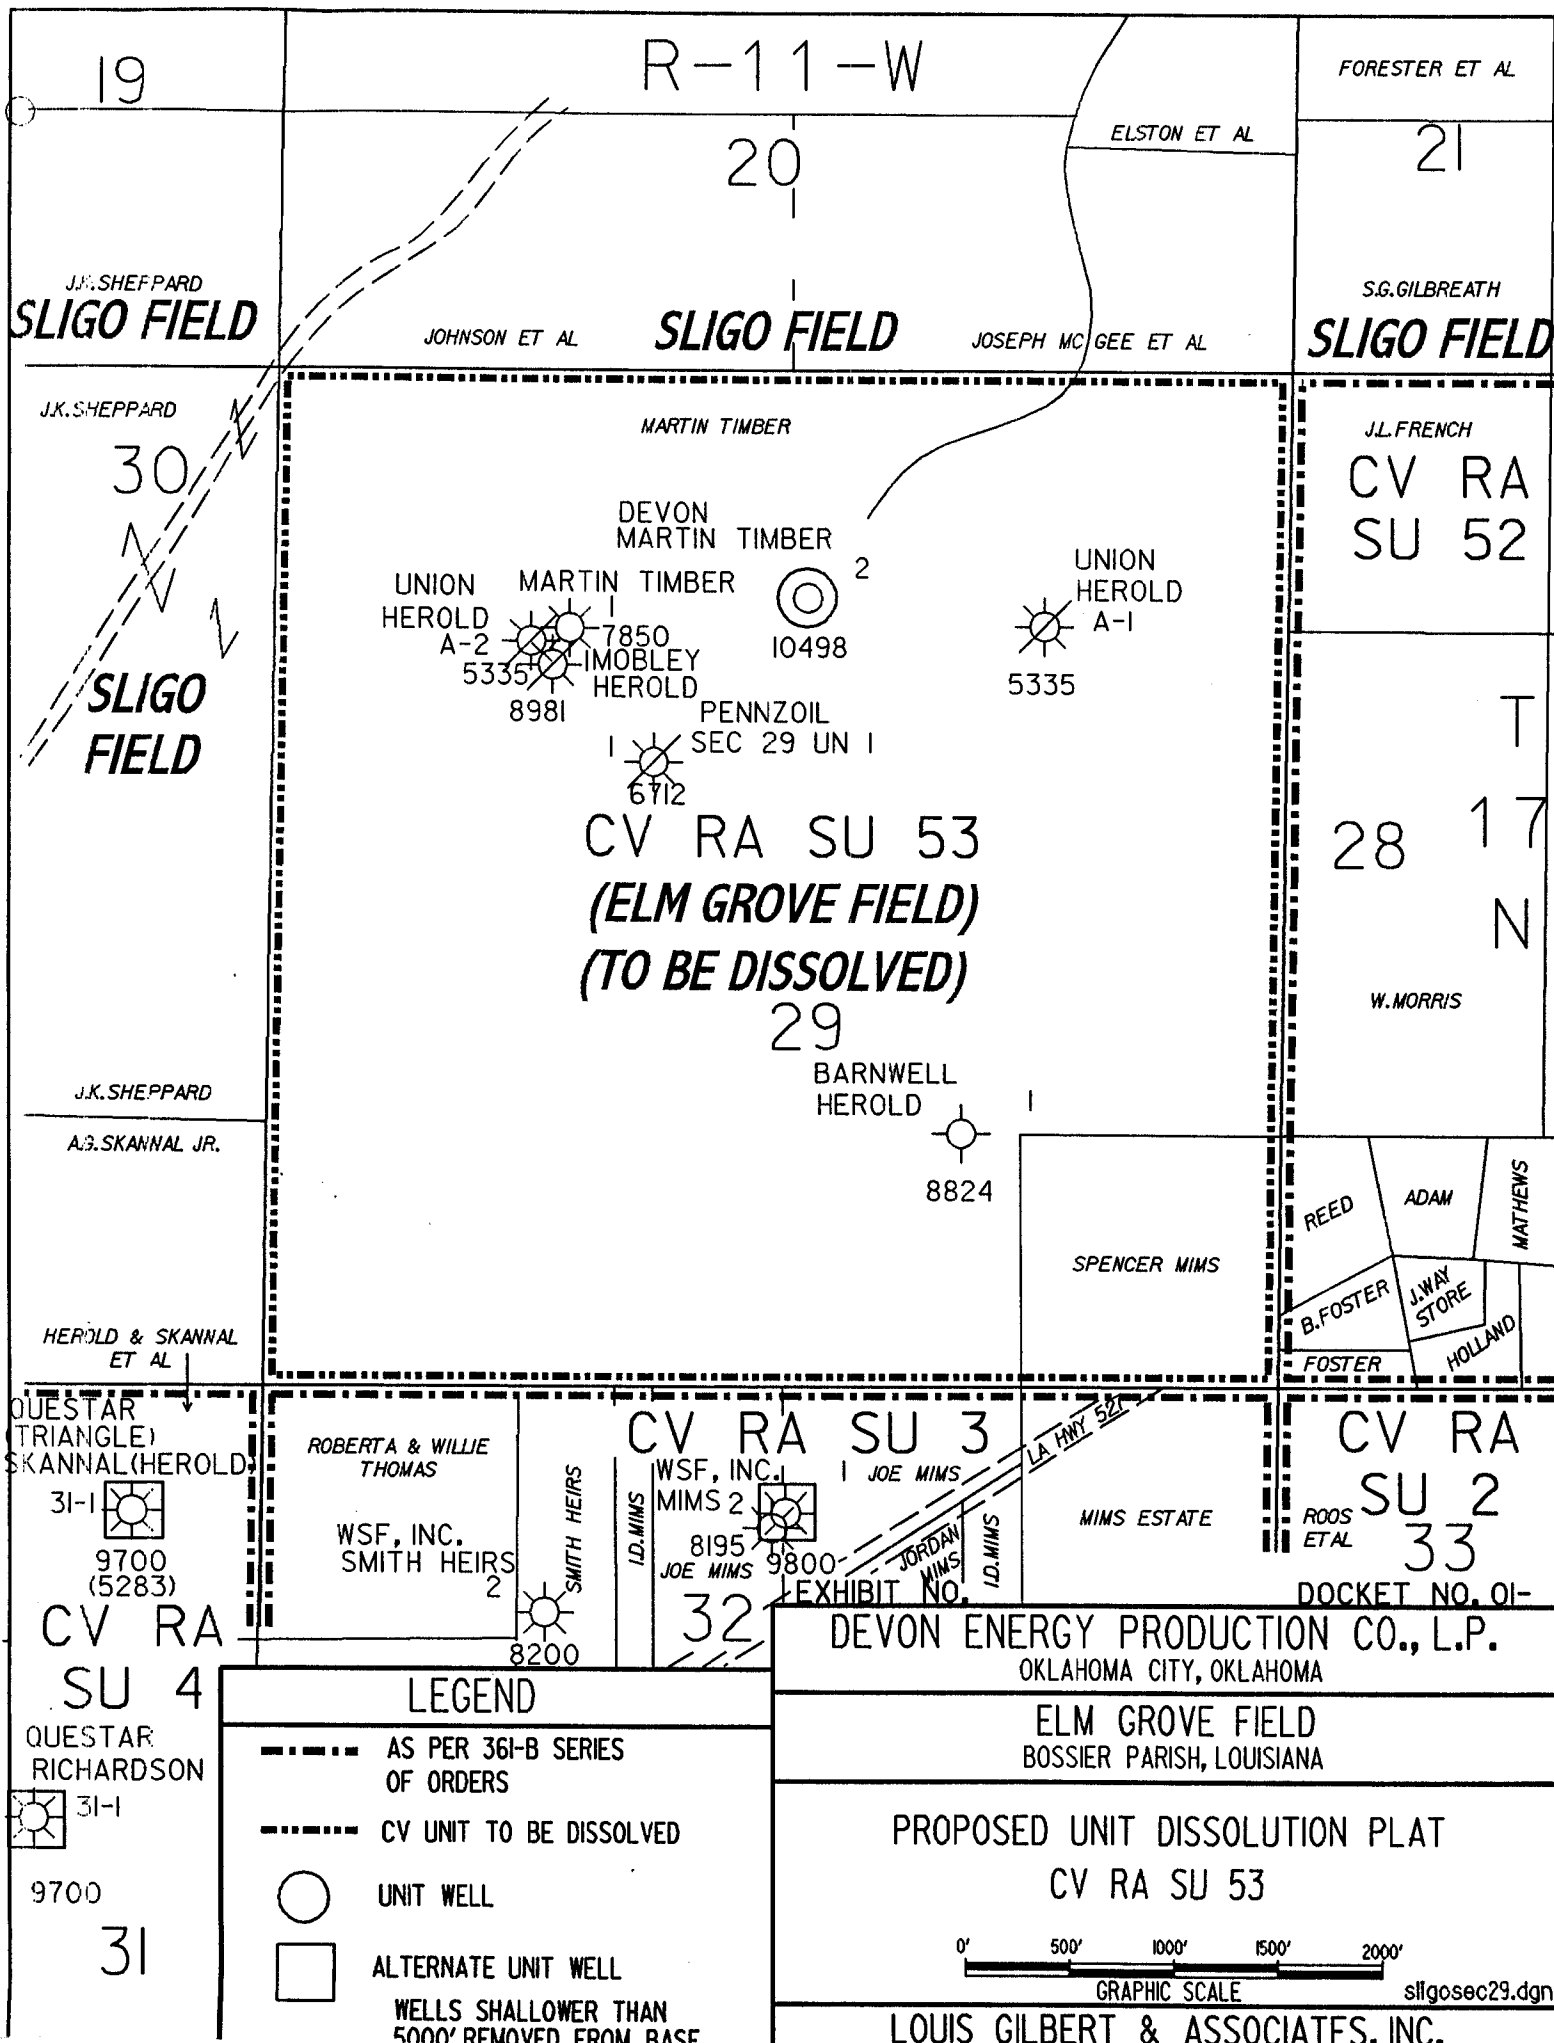 19
R-11-W
FORESTER ET AL
ELSTON ET AL
20
21
J.K.SHEPPARD
SLIGO FIELD
JOHNSON ET AL
SLIGO FIELD
JOSEPH MC GEE ET AL
S.G.GILBREATH
SLIGO FIELD
J.K.SHEPPARD
30
SLIGO
FIELD
MARTIN TIMBER
J.L.FRENCH
CV RA
SU 52
DEVON
MARTIN TIMBER
2
10498
UNION
HEROLD
A-2
5335
MARTIN TIMBER
1
7850
1MOBLEY
HEROLD
8981
UNION
HEROLD
A-1
5335
PENNZOIL
SEC 29 UN 1
1
6712
T
17
N
28
CV RA SU 53
(ELM GROVE FIELD)
(TO BE DISSOLVED)
29
W.MORRIS
BARNWELL
HEROLD
1
8824
J.K.SHEPPARD
A.G.SKANNAL JR.
SPENCER MIMS
REED
ADAM
MATHEWS
B.FOSTER
J.WAY
STORE
HOLLAND
FOSTER
HEROLD & SKANNAL
ET AL
QUESTAR
(TRIANGLE)
SKANNAL(HEROLD)
31-1
9700
(5283)
CV RA
SU 4
QUESTAR
RICHARDSON
31-1
9700
31
ROBERTA & WILLIE
THOMAS
WSF, INC.
SMITH HEIRS
2
8200
SMITH HEIRS
I.D.MIMS
CV RA SU 3
WSF, INC.
MIMS 2
1
JOE MIMS
8195
9800
JOE MIMS
32
LA HWY 527
JORDAN
MIMS
I.D.MIMS
MIMS ESTATE
CV RA
SU 2
ROOS
ET AL
33
EXHIBIT NO.
DOCKET NO. 01-
DEVON ENERGY PRODUCTION CO., L.P.
OKLAHOMA CITY, OKLAHOMA
ELM GROVE FIELD
BOSSIER PARISH, LOUISIANA
PROPOSED UNIT DISSOLUTION PLAT
CV RA SU 53
0' 500' 1000' 1500' 2000'
GRAPHIC SCALE
sligosec29.dgn
LOUIS GILBERT & ASSOCIATES, INC.
LEGEND
AS PER 361-B SERIES
OF ORDERS
CV UNIT TO BE DISSOLVED
UNIT WELL
ALTERNATE UNIT WELL
WELLS SHALLOWER THAN
5000' REMOVED FROM BASE